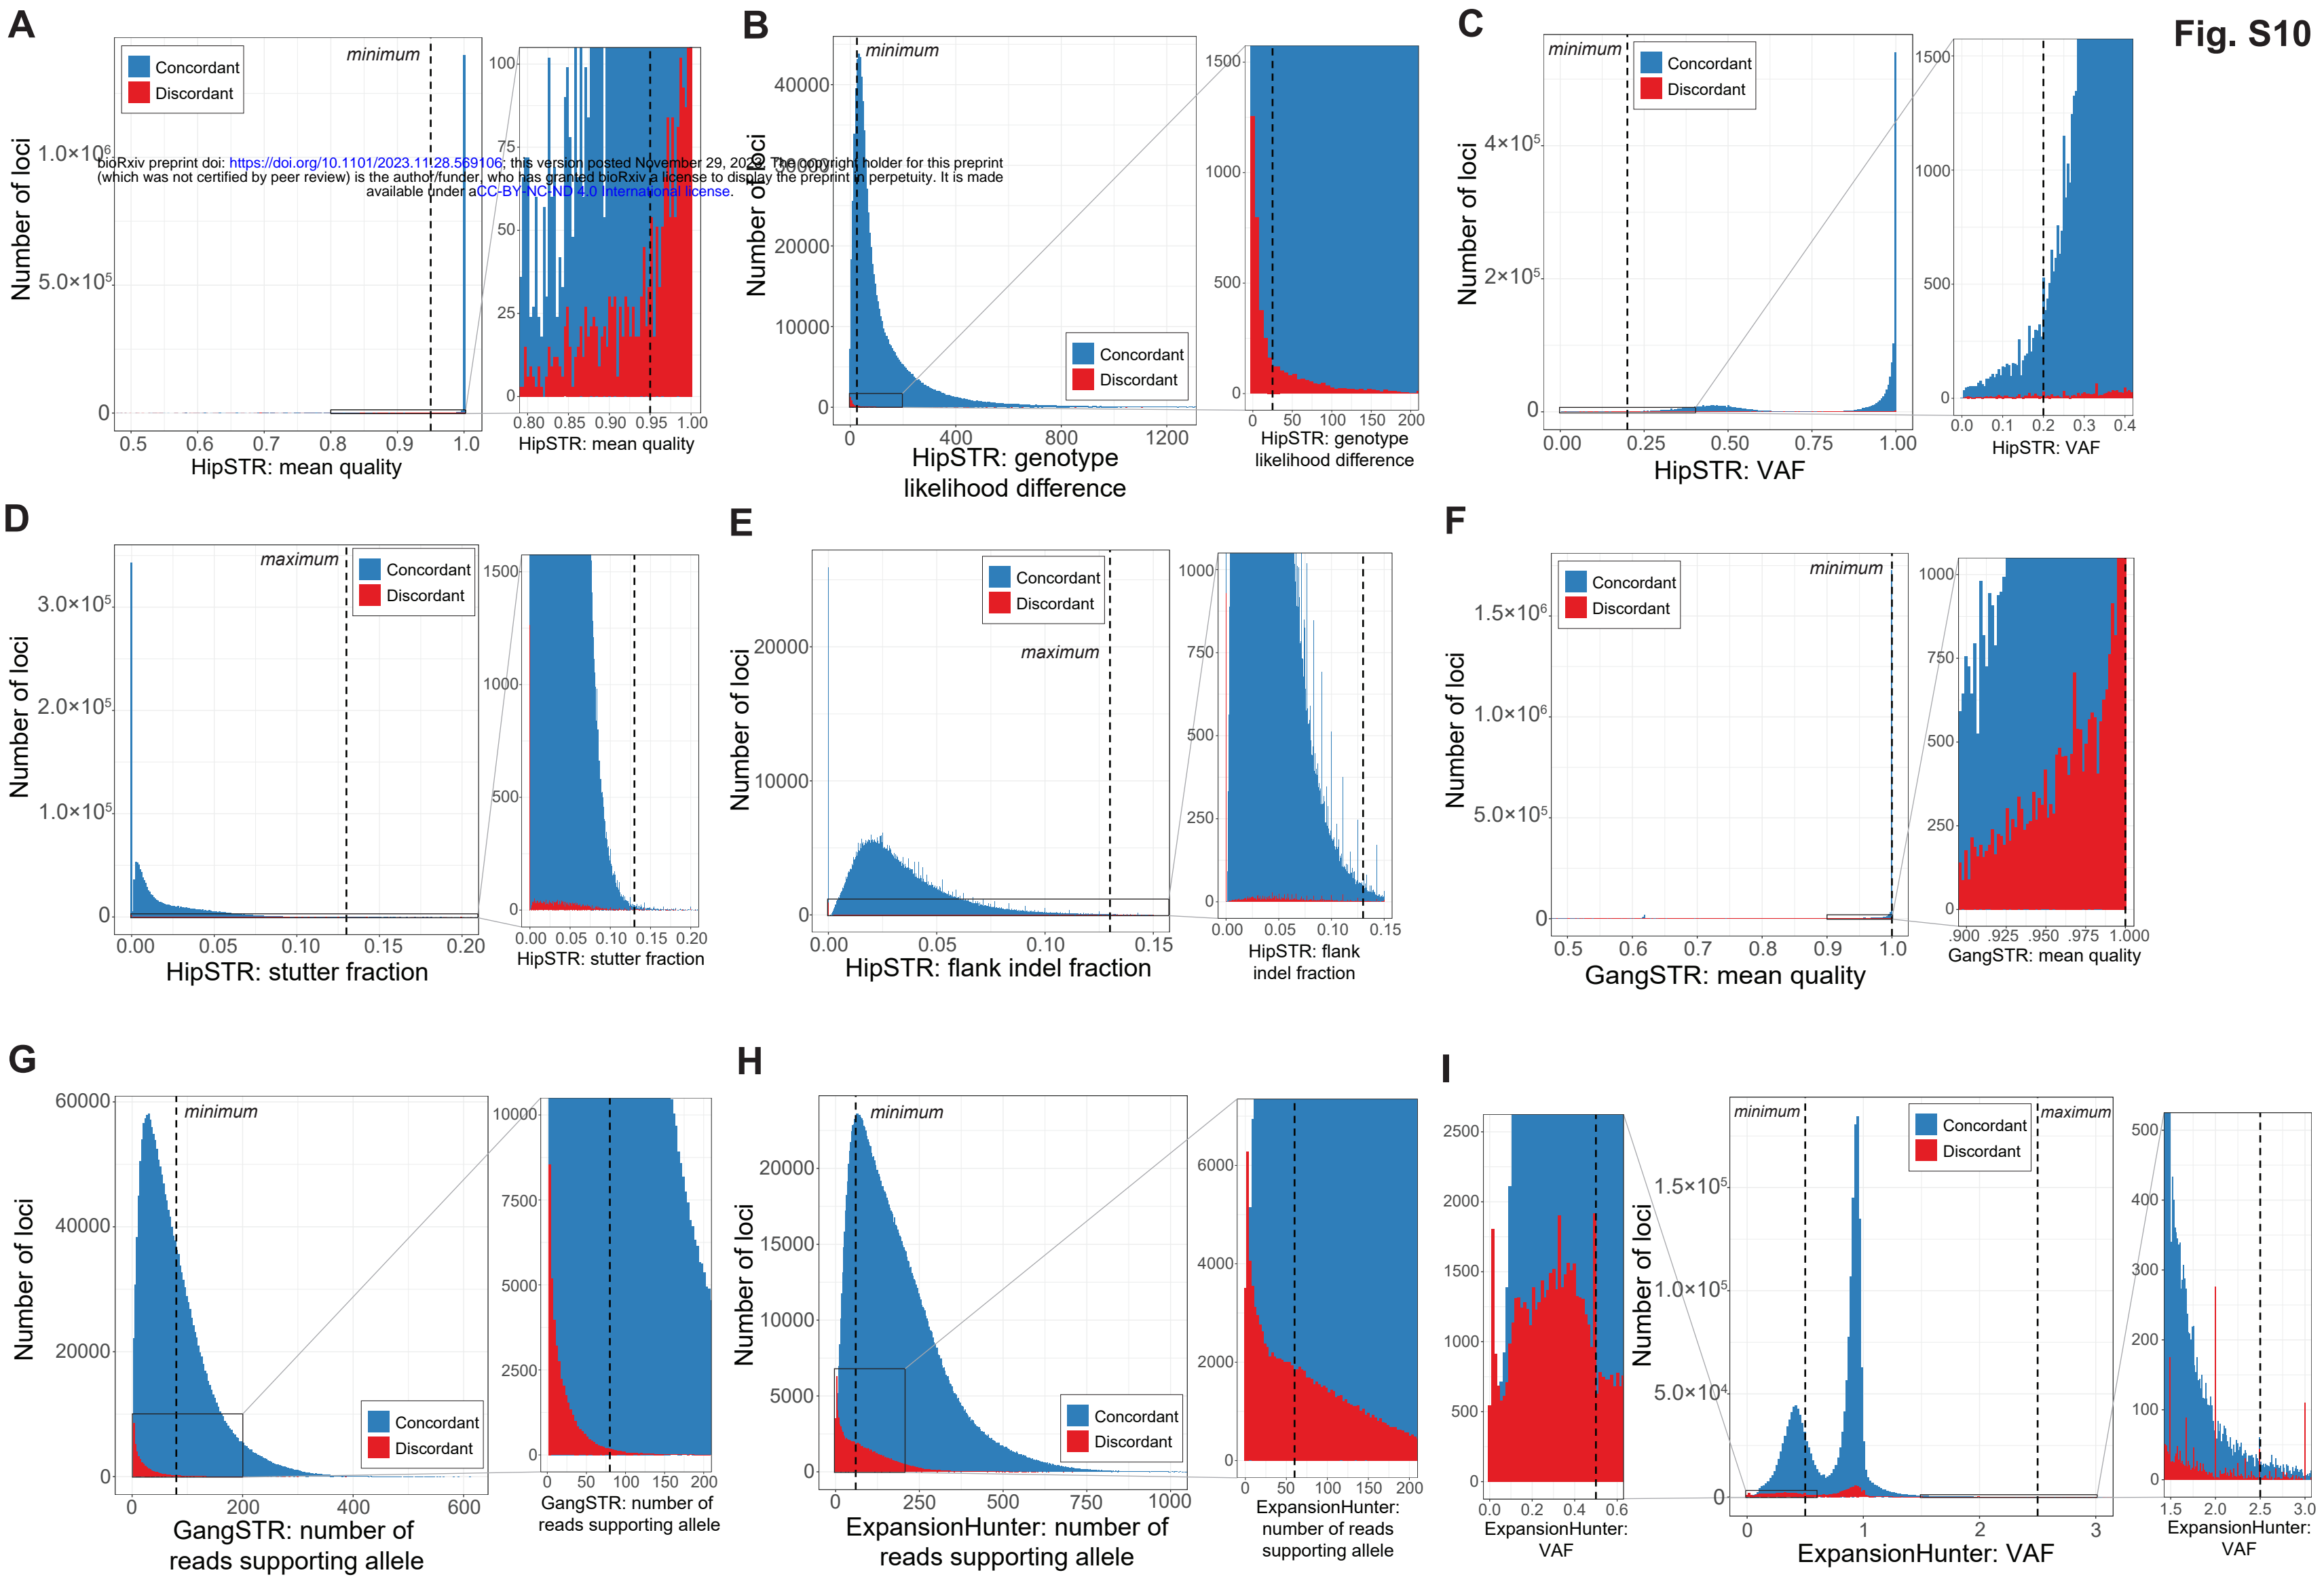 Fig. S10
A
minimum
Concordant
Discordant
Number of loci
1.0×10⁶
5.0×10⁵
0
0.5 0.6 0.7 0.8 0.9 1.0
HipSTR: mean quality
100
75
50
25
0
0.80 0.85 0.90 0.95 1.00
HipSTR: mean quality
bioRxiv preprint doi: https://doi.org/10.1101/2023.11.28.569106; this version posted November 29, 2023. The copyright holder for this preprint
(which was not certified by peer review) is the author/funder, who has granted bioRxiv a license to display the preprint in perpetuity. It is made
available under aCC-BY-NC-ND 4.0 International license.
B
minimum
Concordant
Discordant
Number of loci
40000
30000
20000
10000
0
0 400 800 1200
HipSTR: genotype
likelihood difference
1500
1000
500
0
0 50 100 150 200
HipSTR: genotype
likelihood difference
C
minimum
Concordant
Discordant
Number of loci
4×10⁵
2×10⁵
0
0.00 0.25 0.50 0.75 1.00
HipSTR: VAF
1500
1000
500
0
0.0 0.1 0.2 0.3 0.4
HipSTR: VAF
D
maximum
Concordant
Discordant
Number of loci
3.0×10⁵
2.0×10⁵
1.0×10⁵
0
0.00 0.05 0.10 0.15 0.20
HipSTR: stutter fraction
1500
1000
500
0
0.00 0.05 0.10 0.15 0.20
HipSTR: stutter fraction
E
Concordant
Discordant
maximum
Number of loci
20000
10000
0
0.00 0.05 0.10 0.15
HipSTR: flank indel fraction
1000
750
500
250
0
0.00 0.05 0.10 0.15
HipSTR: flank
indel fraction
F
minimum
Concordant
Discordant
Number of loci
1.5×10⁶
1.0×10⁶
5.0×10⁵
0
0.5 0.6 0.7 0.8 0.9 1.0
GangSTR: mean quality
1000
750
500
250
0
.900 .925 .950 .975 1.000
GangSTR: mean quality
G
minimum
Concordant
Discordant
Number of loci
60000
40000
20000
0
0 200 400 600
GangSTR: number of
reads supporting allele
10000
7500
5000
2500
0
0 50 100 150 200
GangSTR: number of
reads supporting allele
H
minimum
Concordant
Discordant
Number of loci
20000
15000
10000
5000
0
0 250 500 750 1000
ExpansionHunter: number of
reads supporting allele
6000
4000
2000
0
0 50 100 150 200
ExpansionHunter:
number of reads
supporting allele
I
2500
2000
1500
1000
500
0
0.0 0.2 0.4 0.6
ExpansionHunter:
VAF
minimum
maximum
Concordant
Discordant
Number of loci
1.5×10⁵
1.0×10⁵
5.0×10⁴
0
0 1 2 3
ExpansionHunter: VAF
500
400
300
200
100
0
1.5 2.0 2.5 3.0
ExpansionHunter:
VAF